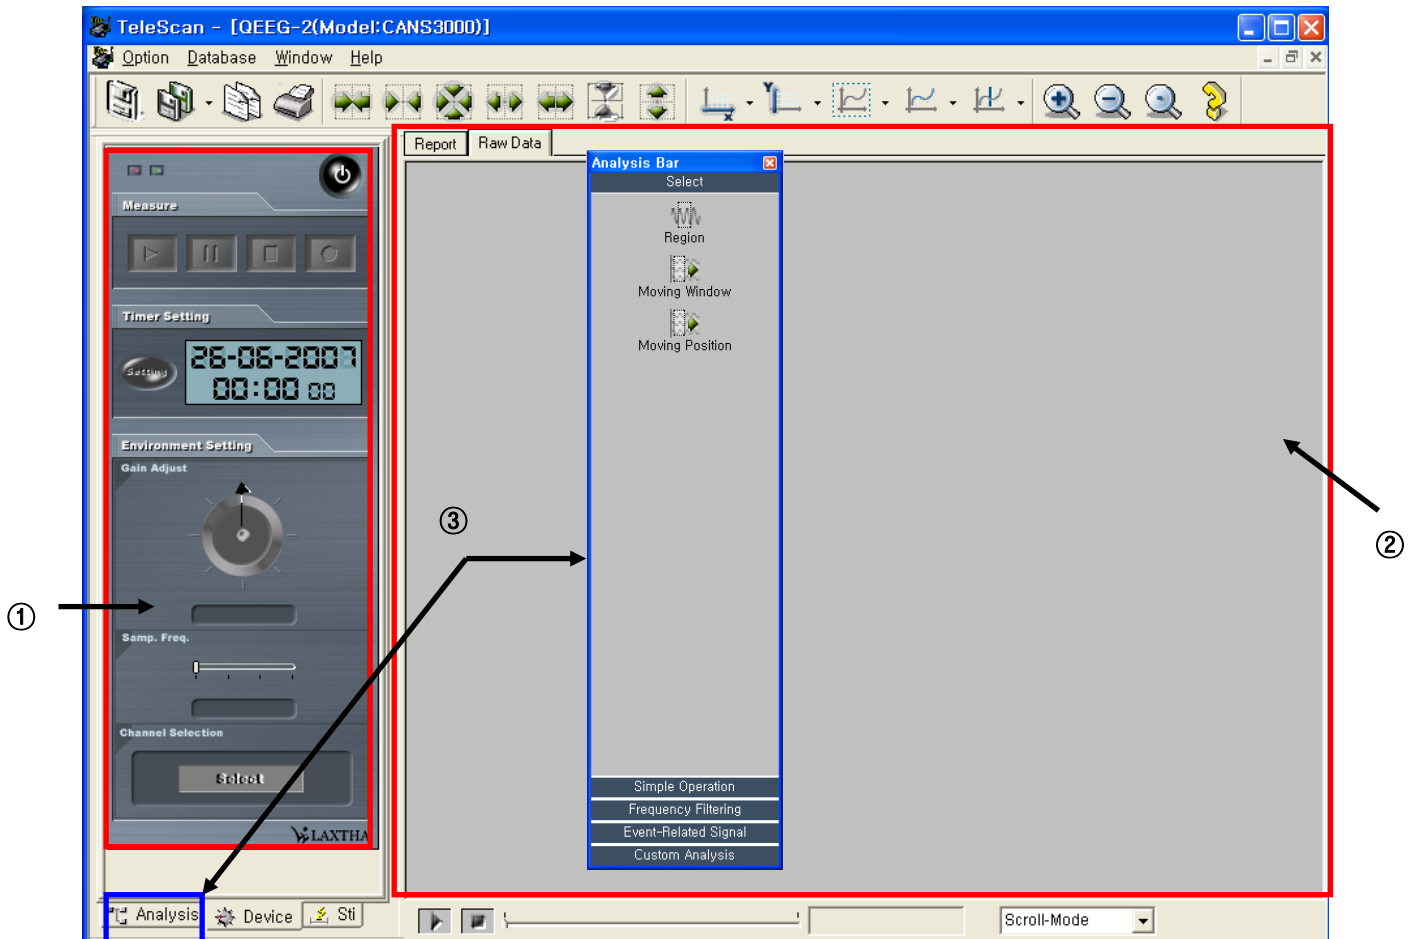 TeleScan - [QEEG-2(Model:CANS3000)]
Option Database Window Help
Report Raw Data
Analysis Bar
Select
Region
Moving Window
Moving Position
Simple Operation
Frequency Filtering
Event-Related Signal
Custom Analysis
Measure
Timer Setting
Setting
26-06-2007
00:00 00
Environment Setting
Gain Adjust
Samp. Freq.
Channel Selection
Select
LAXTHA
①
②
③
Analysis Device Sti
Scroll-Mode